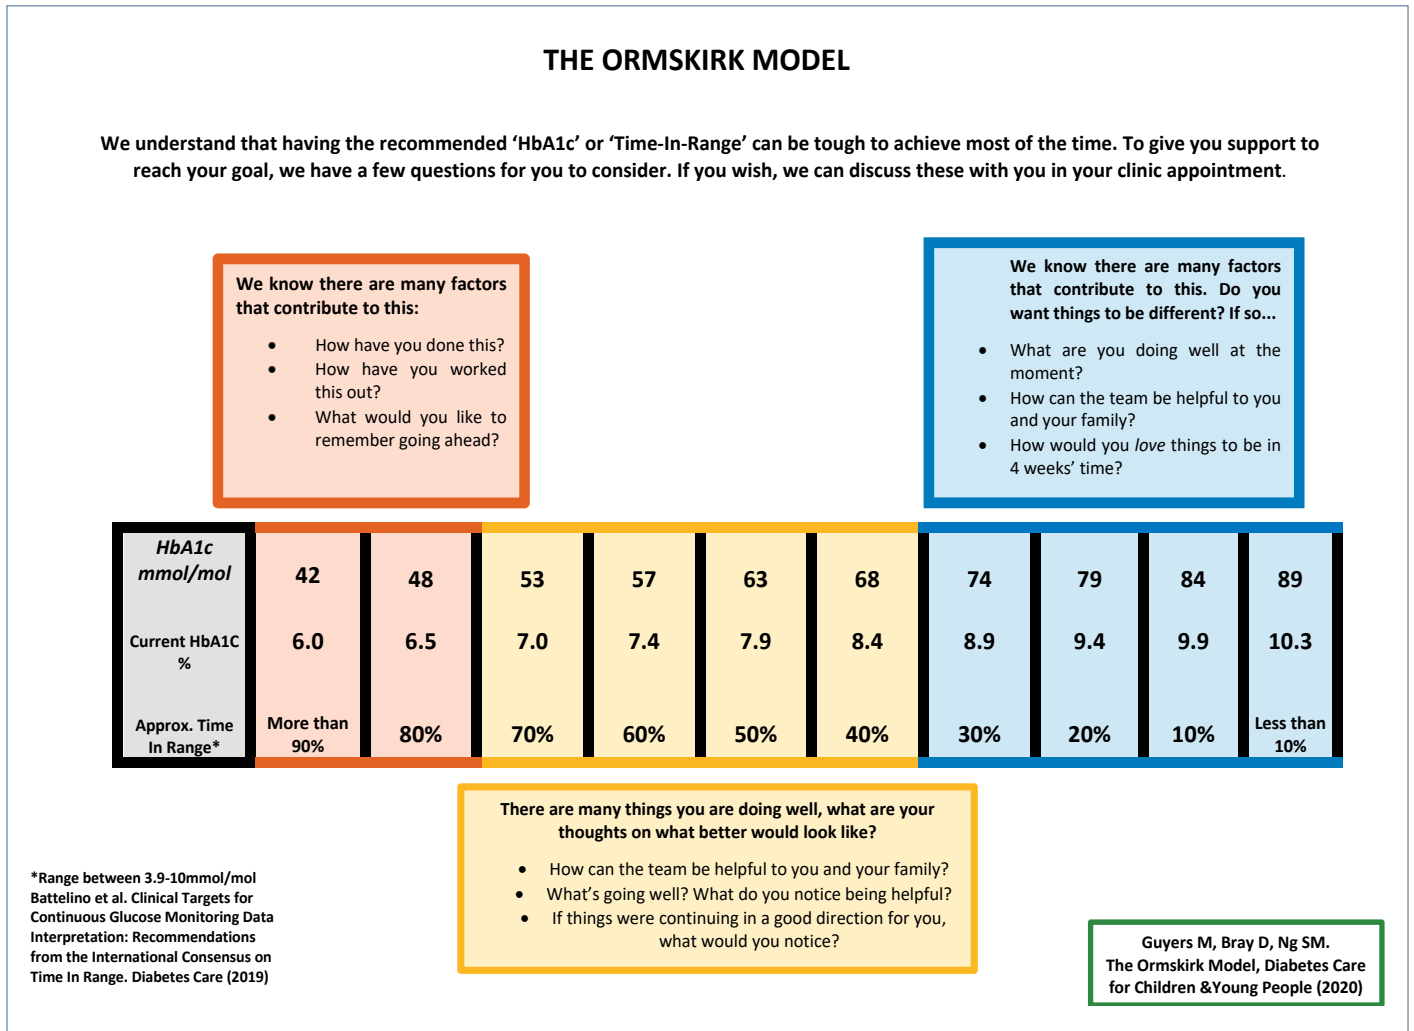 THE ORMSKIRK MODEL
We understand that having the recommended ‘HbA1c’ or ‘Time-In-Range’ can be tough to achieve most of the time. To give you support to
reach your goal, we have a few questions for you to consider. If you wish, we can discuss these with you in your clinic appointment.
We know there are many factors
that contribute to this:
• How have you done this?
• How have you worked
this out?
• What would you like to
remember going ahead?
We know there are many factors
that contribute to this. Do you
want things to be different? If so...
• What are you doing well at the
moment?
• How can the team be helpful to you
and your family?
• How would you love things to be in
4 weeks’ time?
HbA1c
mmol/mol
42 48 53 57 63 68 74 79 84 89
Current HbA1C
%
6.0 6.5 7.0 7.4 7.9 8.4 8.9 9.4 9.9 10.3
Approx. Time
In Range*
More than
90%
80% 70% 60% 50% 40% 30% 20% 10%
Less than
10%
There are many things you are doing well, what are your
thoughts on what better would look like?
• How can the team be helpful to you and your family?
• What’s going well? What do you notice being helpful?
• If things were continuing in a good direction for you,
what would you notice?
*Range between 3.9-10mmol/mol
Battelino et al. Clinical Targets for
Continuous Glucose Monitoring Data
Interpretation: Recommendations
from the International Consensus on
Time In Range. Diabetes Care (2019)
Guyers M, Bray D, Ng SM.
The Ormskirk Model, Diabetes Care
for Children &Young People (2020)